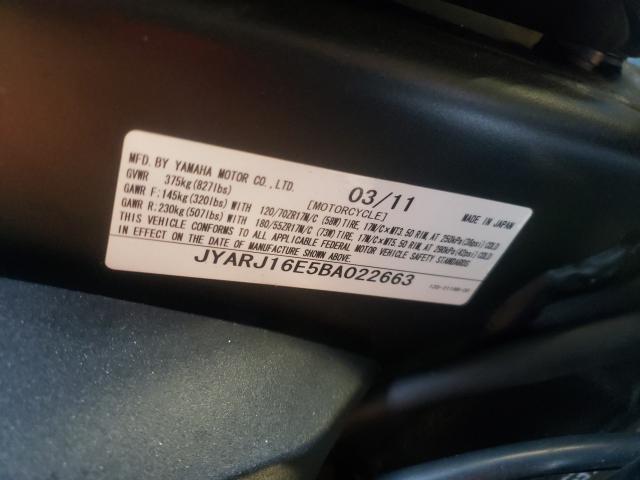 MFD. BY YAMAHA MOTOR CO., LTD. 03/11 MADE IN JAPAN
GVWR 375kg(827lbs) [MOTORCYCLE]
GAWR F:145kg(320lbs) WITH 120/70ZR17M/C (58W)TIRE, 17M/C×MT3.50 RIM, AT 250kPa(36psi)COLD
GAWR R:230kg(507lbs) WITH 180/55ZR17M/C (73W)TIRE, 17M/C×MT5.50 RIM, AT 290kPa(42psi)COLD
THIS VEHICLE CONFORMS TO ALL APPLICABLE FEDERAL MOTOR VEHICLE SAFETY STANDARDS
IN EFFECT ON THE DATE OF MANUFACTURE SHOWN ABOVE.
JYARJ16E5BA022663